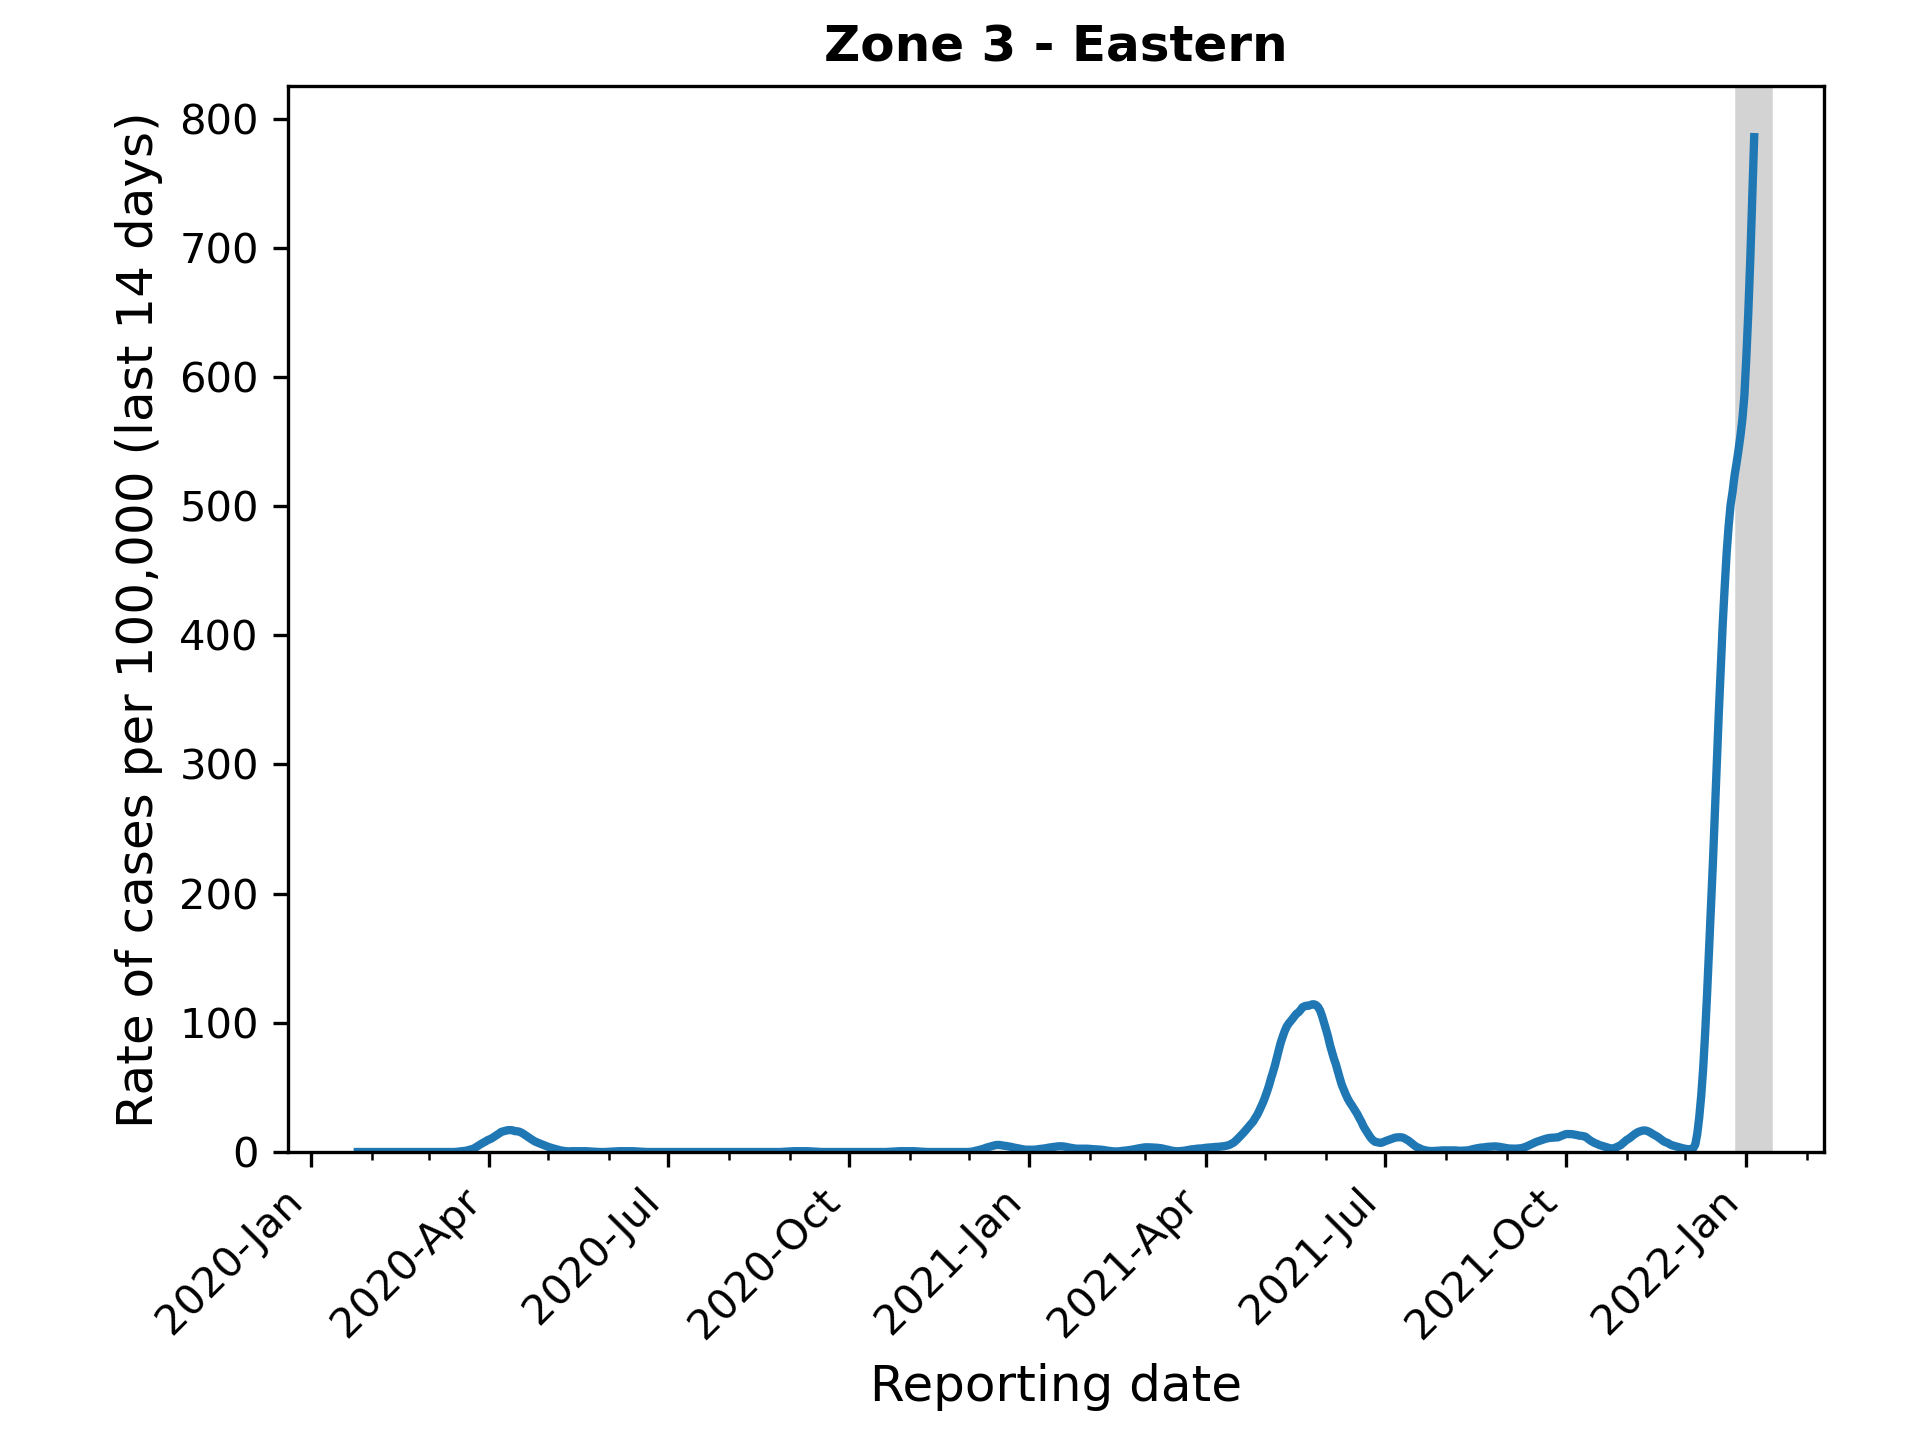 Zone 3 - Eastern
Rate of cases per 100,000 (last 14 days)
800
700
600
500
400
300
200
100
0
2020-Jan
2020-Apr
2020-Jul
2020-Oct
2021-Jan
2021-Apr
2021-Jul
2021-Oct
2022-Jan
Reporting date